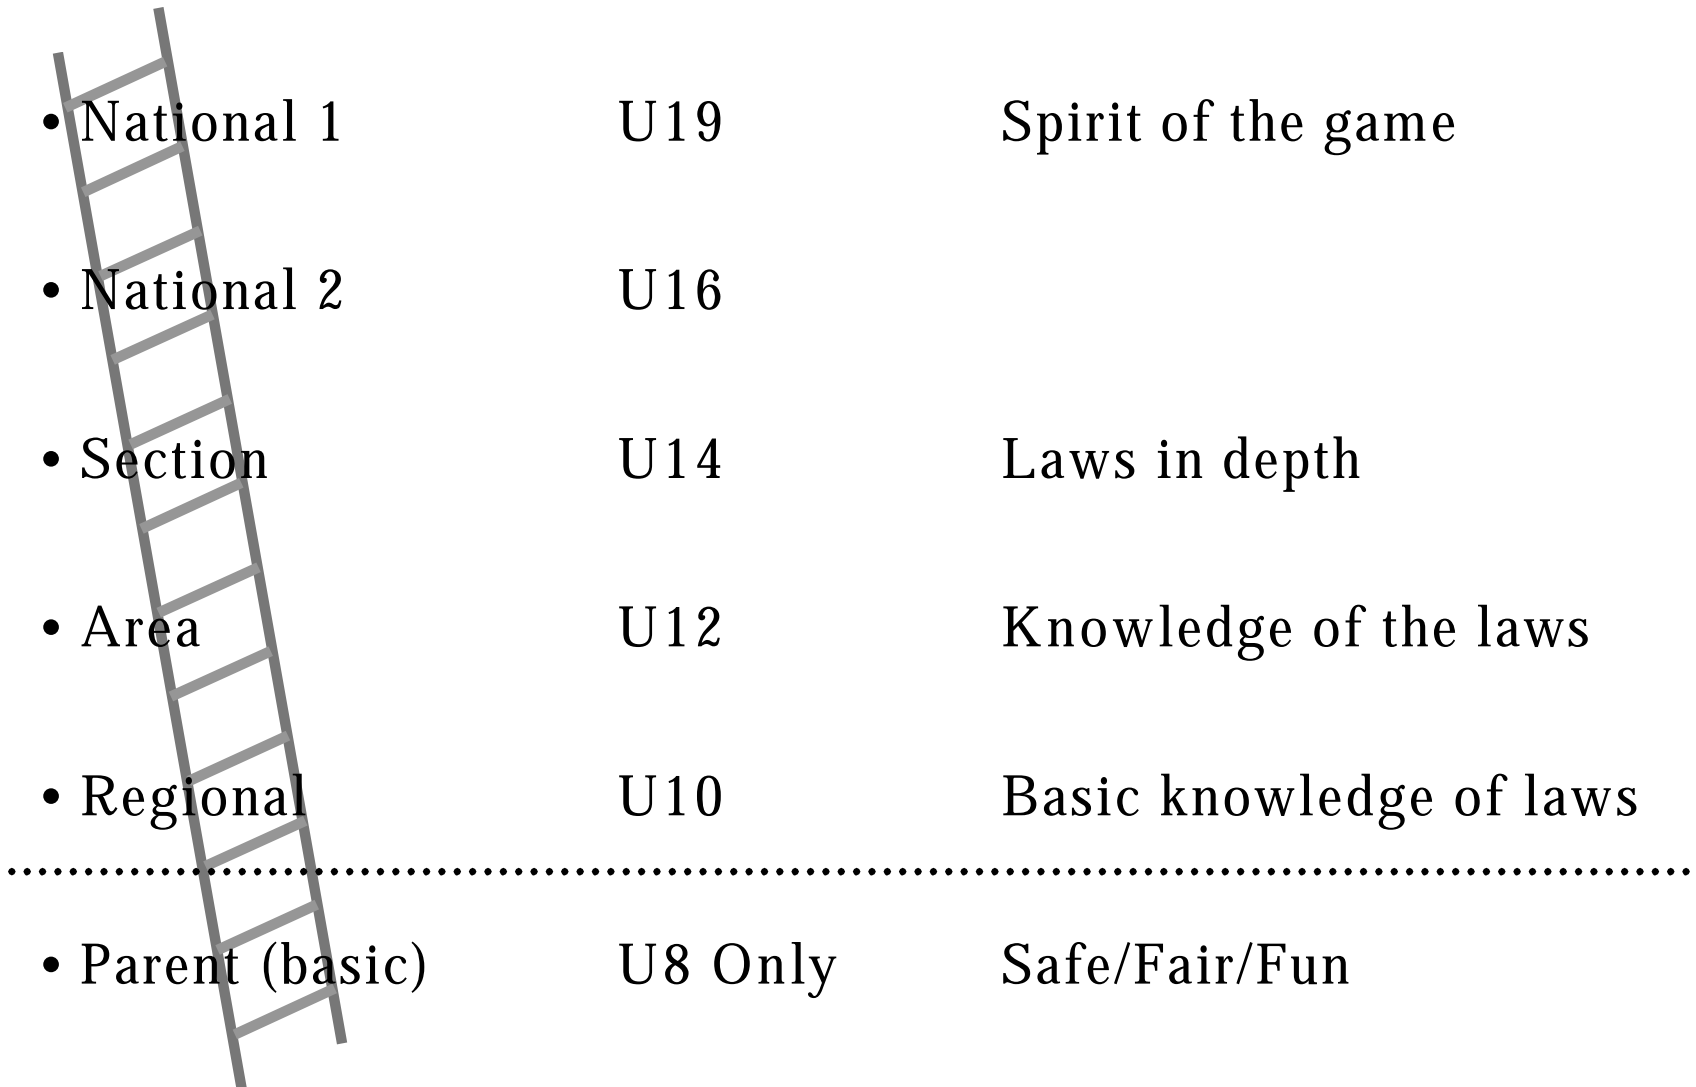 • National 1 U19 Spirit of the game
• National 2 U16
• Section U14 Laws in depth
• Area U12 Knowledge of the laws
• Regional U10 Basic knowledge of laws
• Parent (basic) U8 Only Safe/Fair/Fun